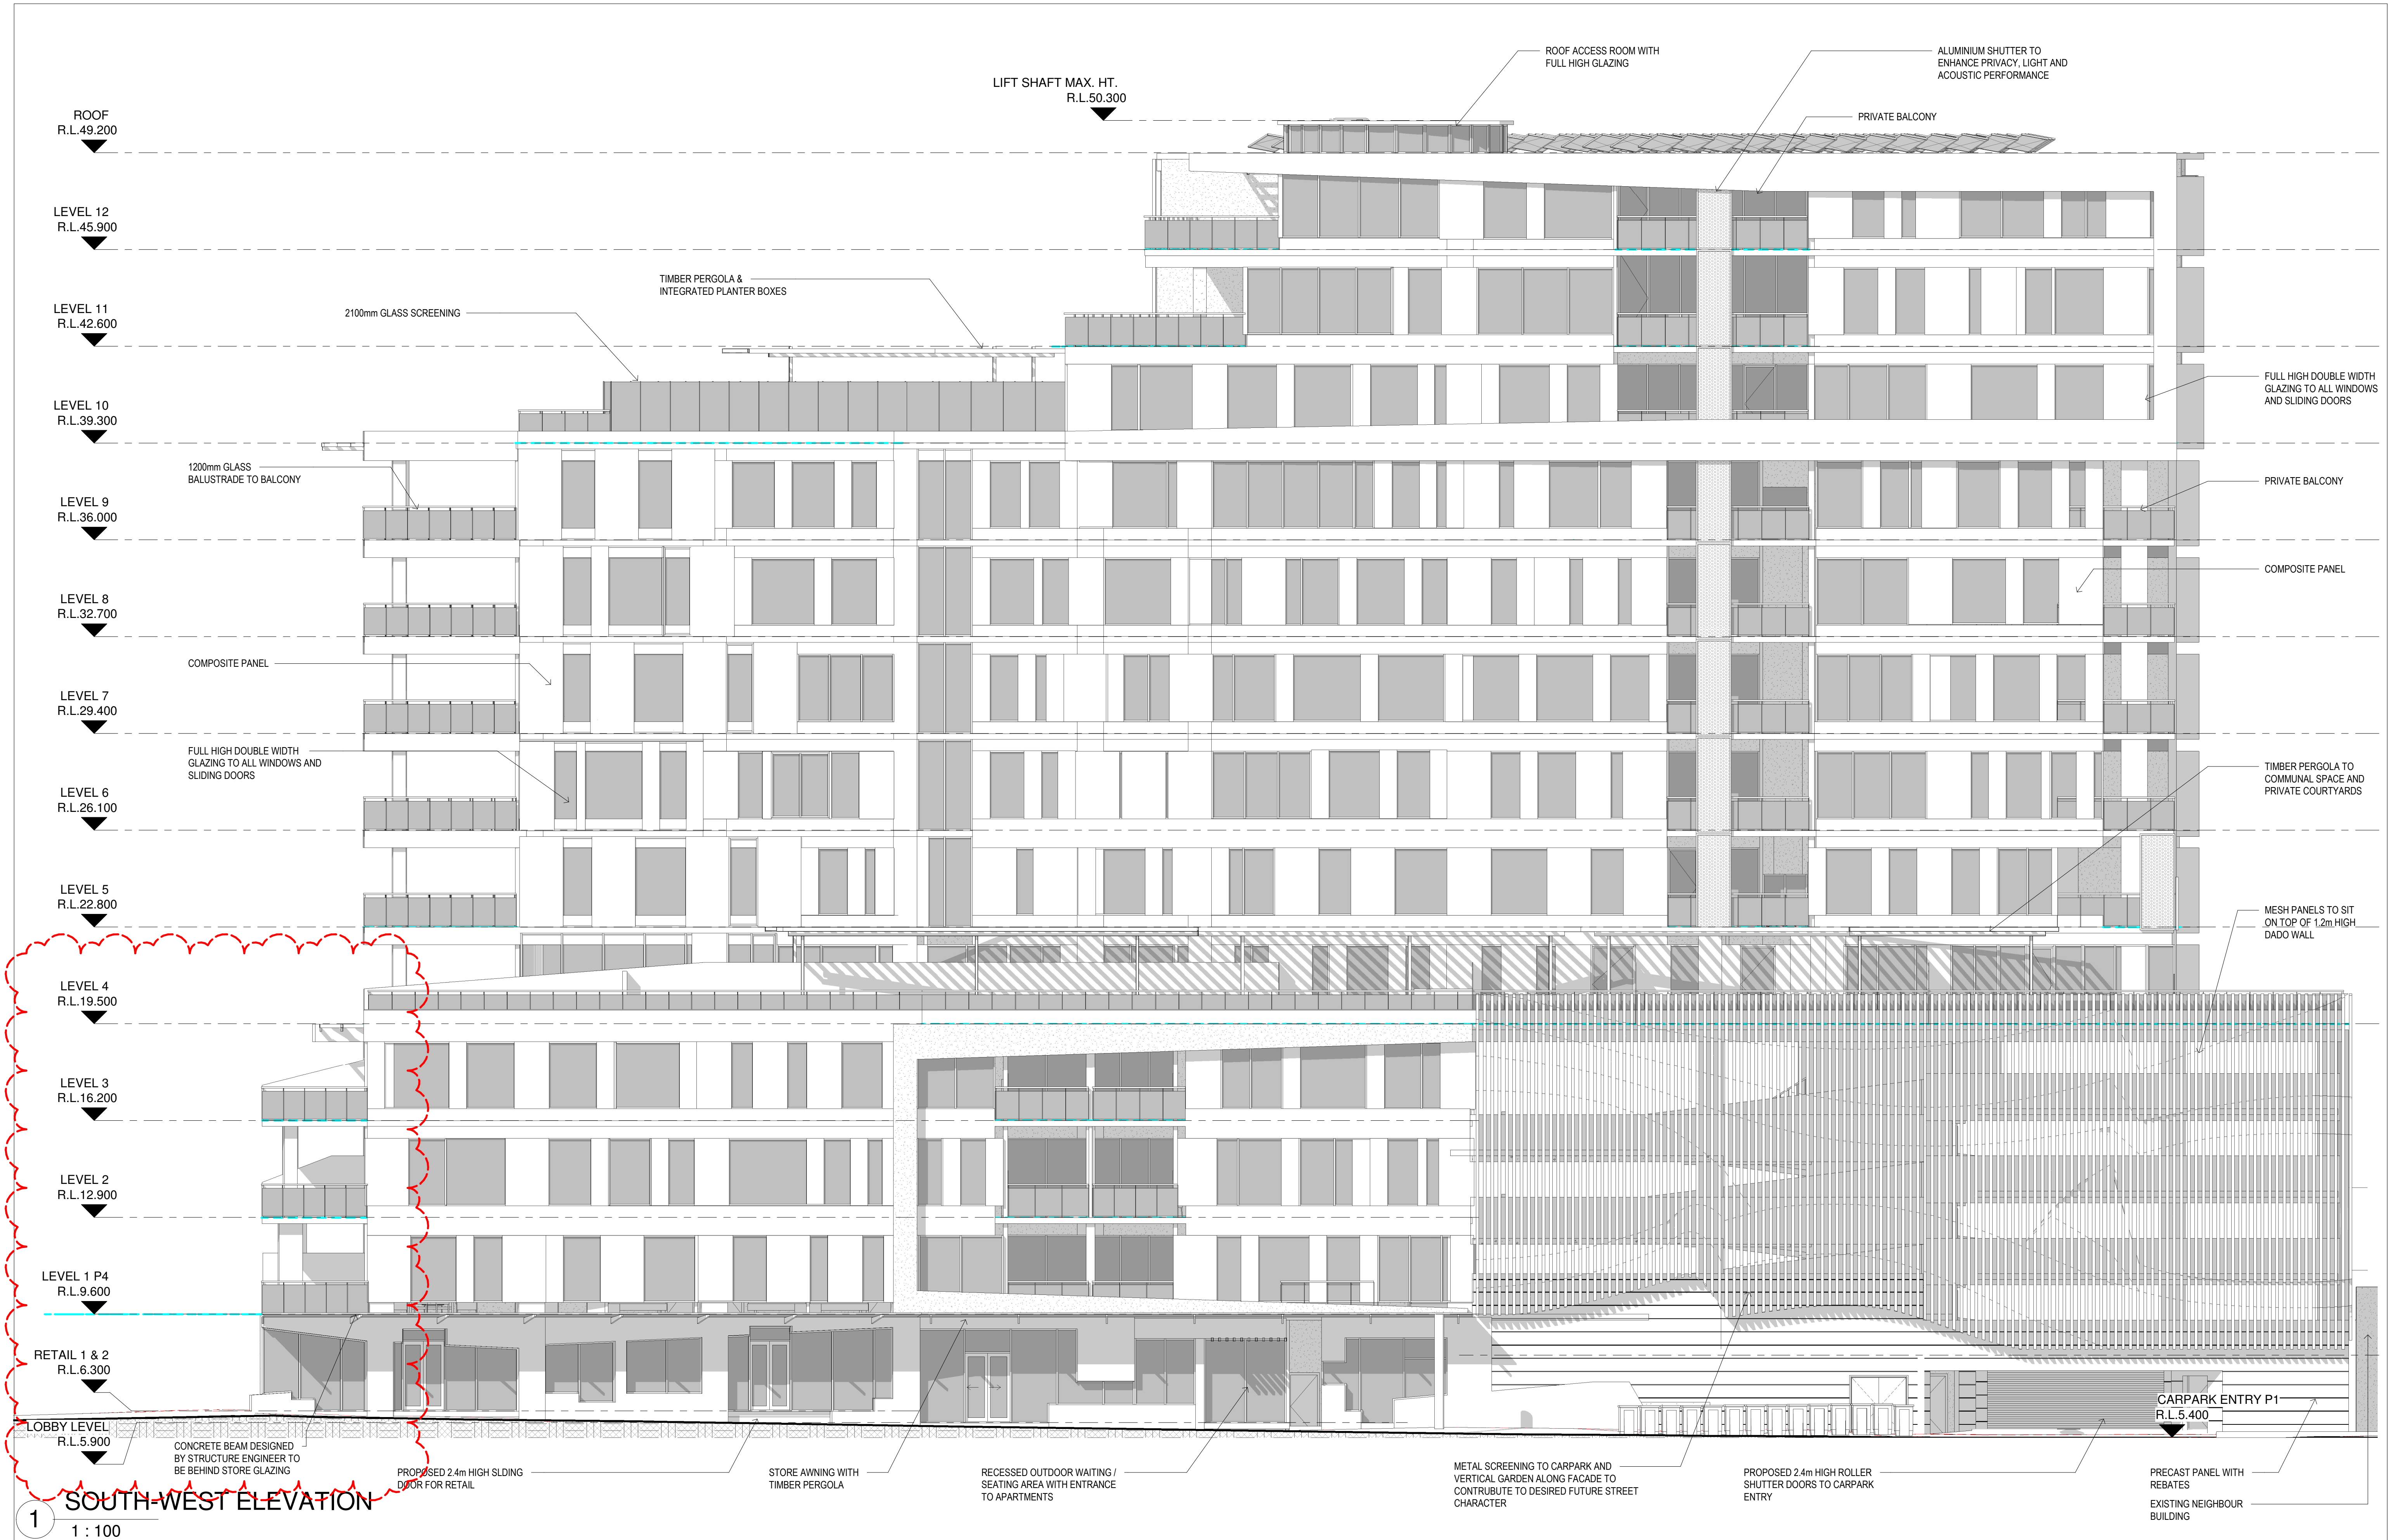 ROOF ACCESS ROOM WITH
FULL HIGH GLAZING
ALUMINIUM SHUTTER TO
ENHANCE PRIVACY, LIGHT AND
ACOUSTIC PERFORMANCE
LIFT SHAFT MAX. HT.
R.L.50.300
PRIVATE BALCONY
ROOF
R.L.49.200
LEVEL 12
R.L.45.900
TIMBER PERGOLA &
INTEGRATED PLANTER BOXES
2100mm GLASS SCREENING
LEVEL 11
R.L.42.600
FULL HIGH DOUBLE WIDTH
GLAZING TO ALL WINDOWS
AND SLIDING DOORS
LEVEL 10
R.L.39.300
1200mm GLASS
BALUSTRADE TO BALCONY
PRIVATE BALCONY
LEVEL 9
R.L.36.000
COMPOSITE PANEL
LEVEL 8
R.L.32.700
COMPOSITE PANEL
LEVEL 7
R.L.29.400
FULL HIGH DOUBLE WIDTH
GLAZING TO ALL WINDOWS AND
SLIDING DOORS
TIMBER PERGOLA TO
COMMUNAL SPACE AND
PRIVATE COURTYARDS
LEVEL 6
R.L.26.100
LEVEL 5
R.L.22.800
MESH PANELS TO SIT
ON TOP OF 1.2m HIGH
DADO WALL
LEVEL 4
R.L.19.500
LEVEL 3
R.L.16.200
LEVEL 2
R.L.12.900
LEVEL 1 P4
R.L.9.600
RETAIL 1 & 2
R.L.6.300
CARPARK ENTRY P1
R.L.5.400
LOBBY LEVEL
R.L.5.900
CONCRETE BEAM DESIGNED
BY STRUCTURE ENGINEER TO
BE BEHIND STORE GLAZING
PROPOSED 2.4m HIGH SLDING
DOOR FOR RETAIL
STORE AWNING WITH
TIMBER PERGOLA
RECESSED OUTDOOR WAITING /
SEATING AREA WITH ENTRANCE
TO APARTMENTS
METAL SCREENING TO CARPARK AND
VERTICAL GARDEN ALONG FACADE TO
CONTRUBUTE TO DESIRED FUTURE STREET
CHARACTER
PROPOSED 2.4m HIGH ROLLER
SHUTTER DOORS TO CARPARK
ENTRY
PRECAST PANEL WITH
REBATES
EXISTING NEIGHBOUR
BUILDING
1
SOUTH-WEST ELEVATION
1 : 100